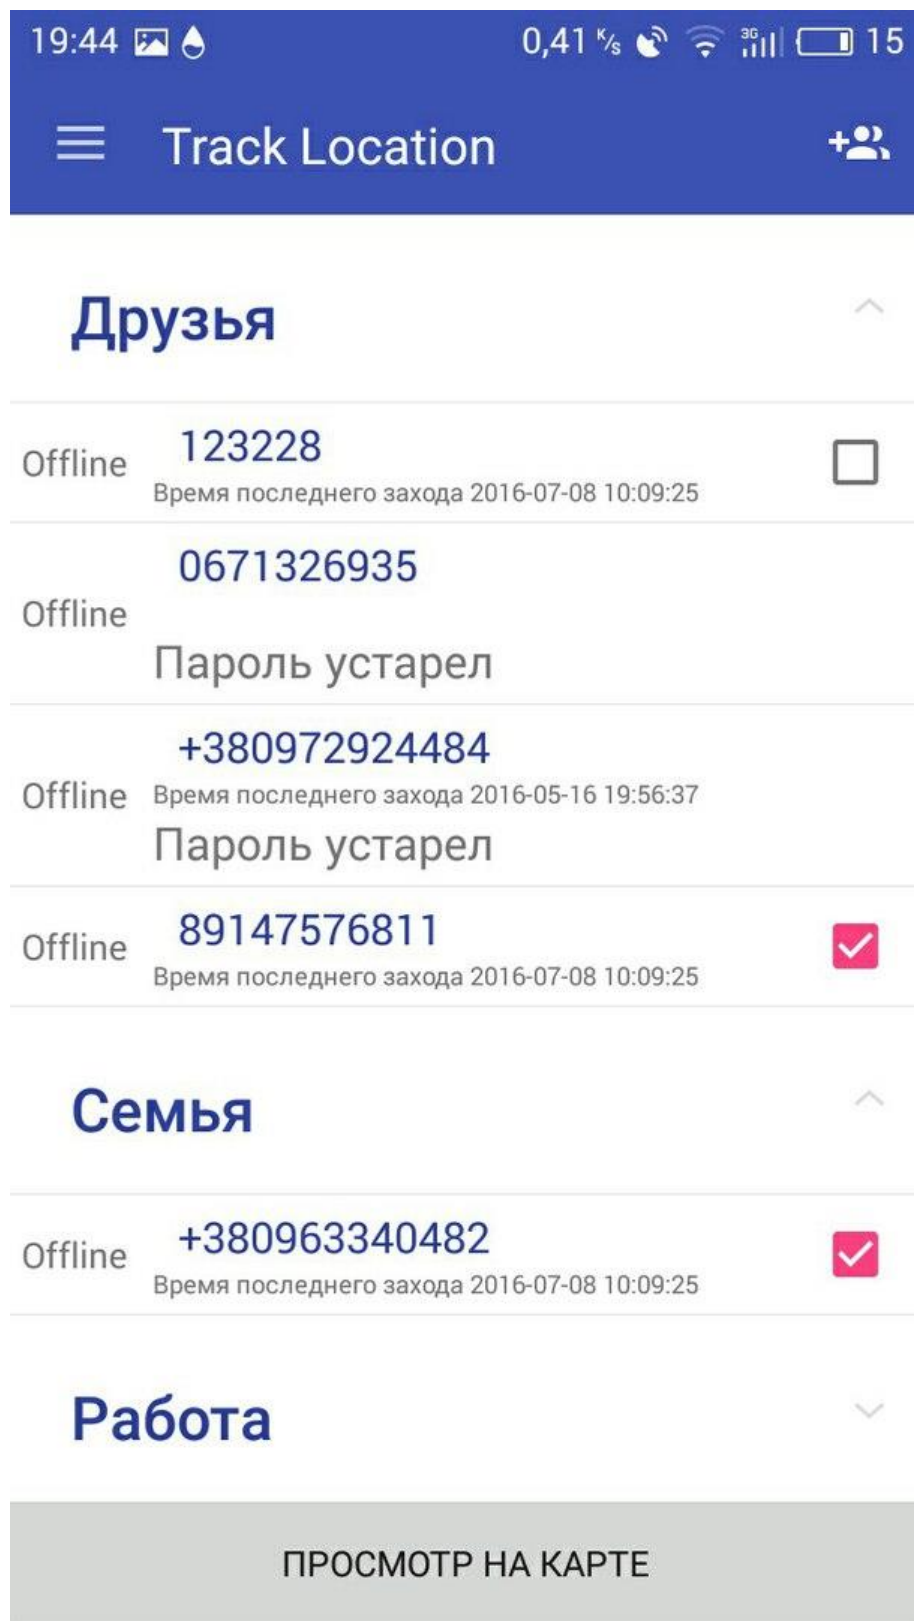 19:44 0,41 K/s 3G 15
Track Location
Друзья
123228
Offline
Время последнего захода 2016-07-08 10:09:25
0671326935
Offline
Пароль устарел
+380972924484
Offline
Время последнего захода 2016-05-16 19:56:37
Пароль устарел
89147576811
Offline
Время последнего захода 2016-07-08 10:09:25
Семья
+380963340482
Offline
Время последнего захода 2016-07-08 10:09:25
Работа
ПРОСМОТР НА КАРТЕ